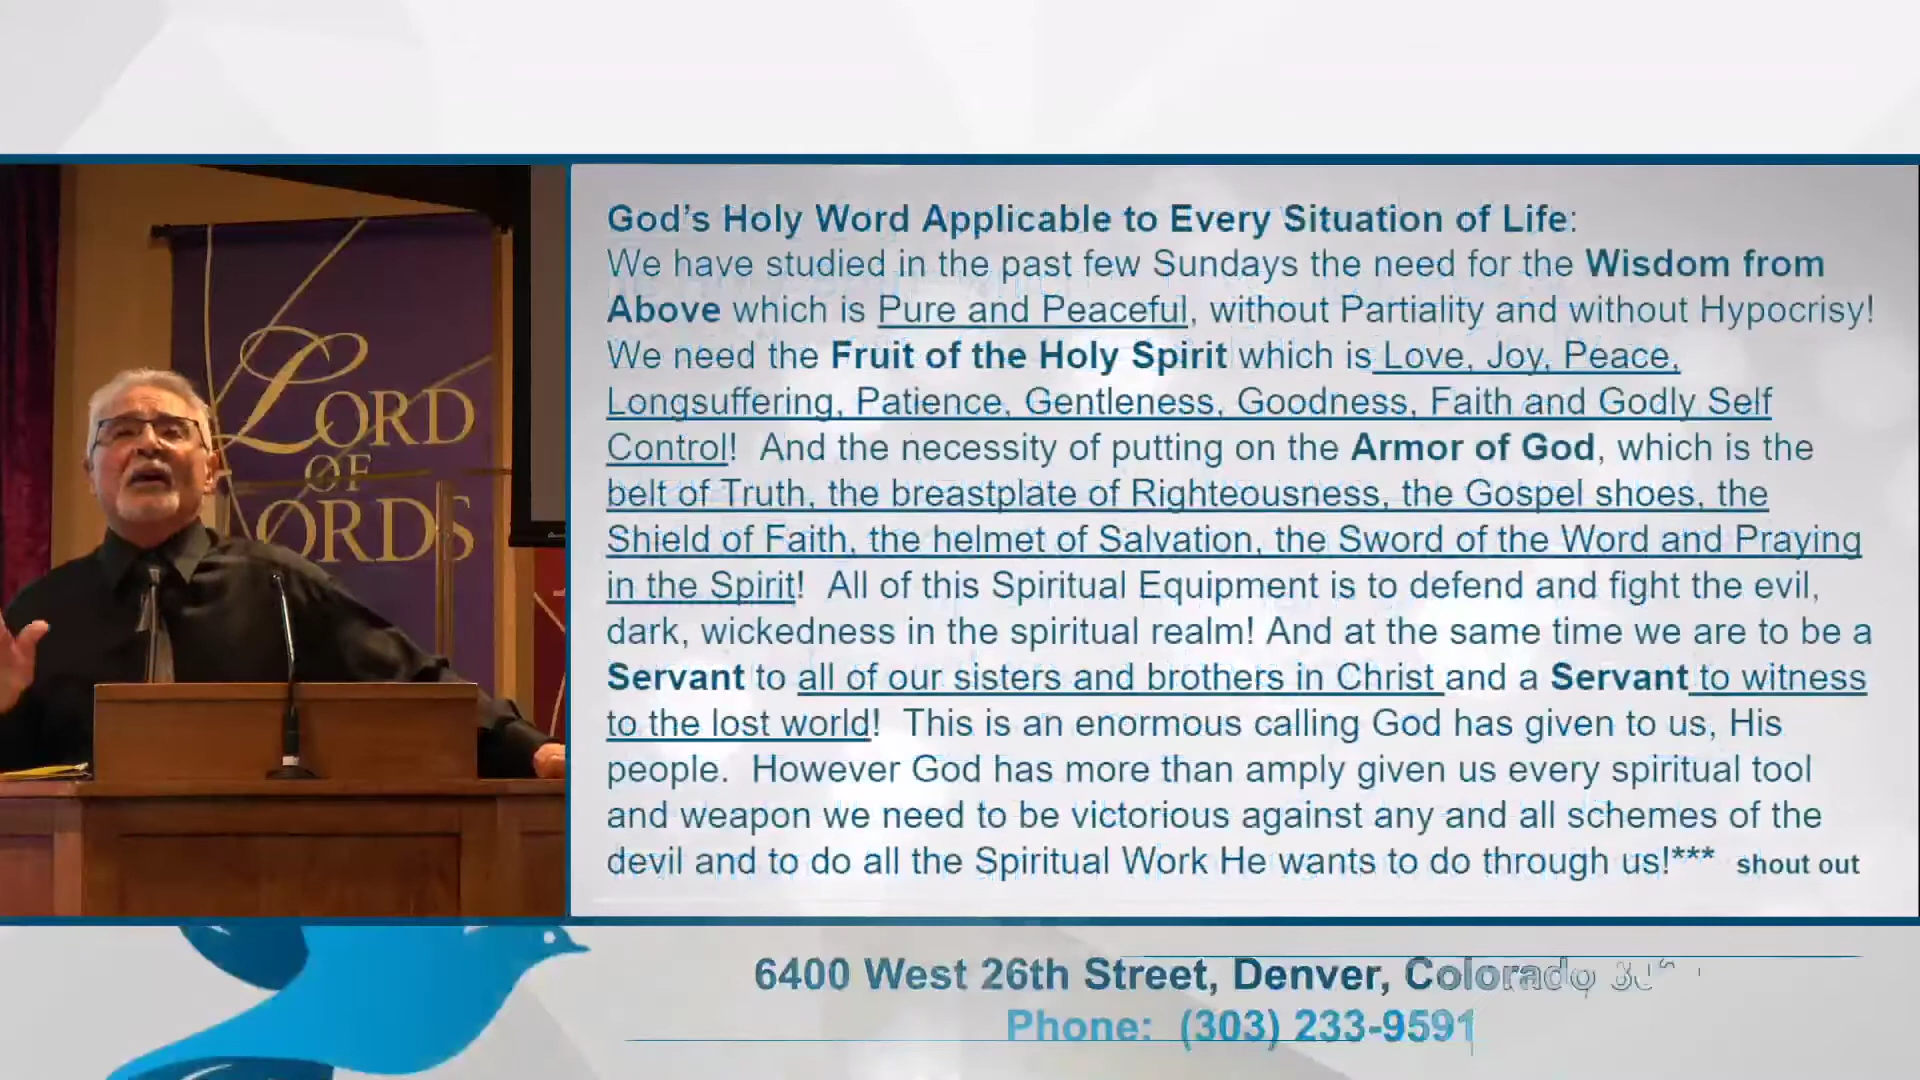 LORD
OF
LORDS
God's Holy Word Applicable to Every Situation of Life:
We have studied in the past few Sundays the need for the Wisdom from
Above which is Pure and Peaceful, without Partiality and without Hypocrisy!
We need the Fruit of the Holy Spirit which is Love, Joy, Peace,
Longsuffering, Patience, Gentleness, Goodness, Faith and Godly Self
Control!  And the necessity of putting on the Armor of God, which is the
belt of Truth, the breastplate of Righteousness, the Gospel shoes, the
Shield of Faith, the helmet of Salvation, the Sword of the Word and Praying
in the Spirit!  All of this Spiritual Equipment is to defend and fight the evil,
dark, wickedness in the spiritual realm! And at the same time we are to be a
Servant to all of our sisters and brothers in Christ and a Servant to witness
to the lost world!  This is an enormous calling God has given to us, His
people.  However God has more than amply given us every spiritual tool
and weapon we need to be victorious against any and all schemes of the
devil and to do all the Spiritual Work He wants to do through us!*** shout out
6400 West 26th Street, Denver, Colorado
Phone:  (303) 233-9591